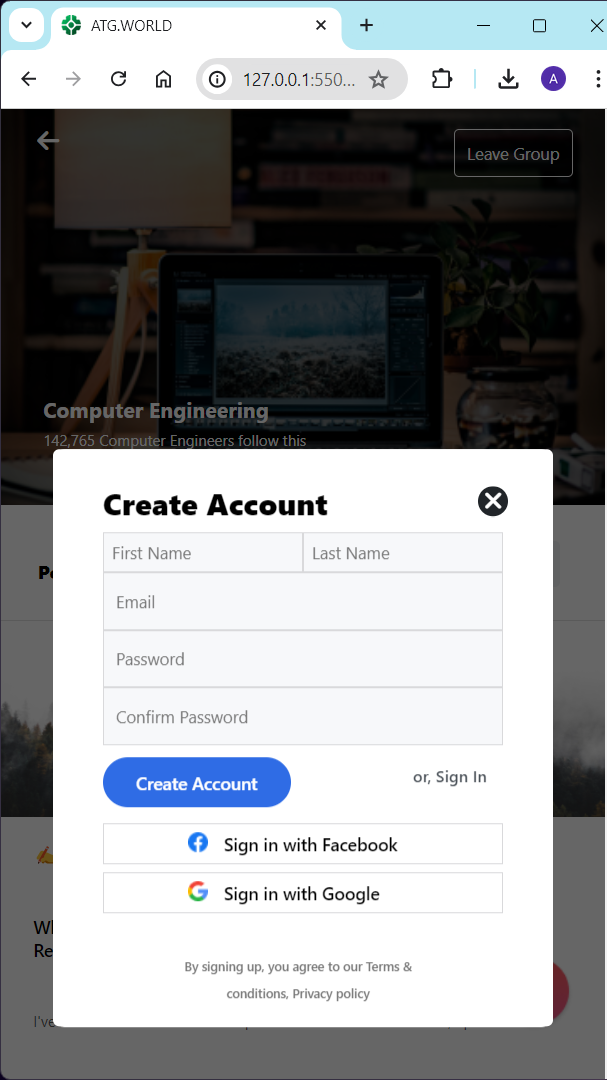 ATG.WORLD
127.0.0.1:550...
A
Leave Group
Computer Engineering
142,765 Computer Engineers follow this
Create Account
First Name Last Name
Email
Password
Confirm Password
Create Account or, Sign In
Sign in with Facebook
Sign in with Google
By signing up, you agree to our Terms &
conditions, Privacy policy
I've